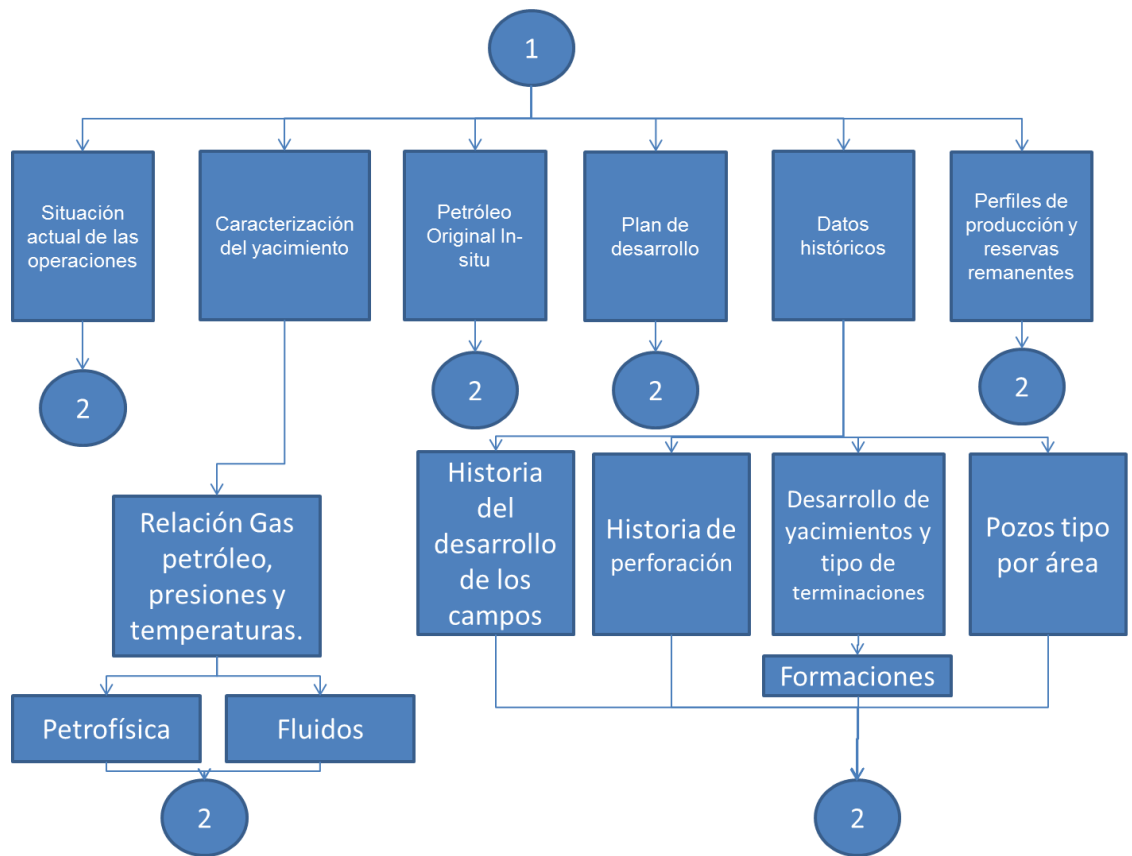 1
Situación
actual de las
operaciones
Caracterización
del yacimiento
Petróleo
Original In-
situ
Plan de
desarrollo
Datos
históricos
Perfiles de
producción y
reservas
remanentes
2
2
2
2
Relación Gas
petróleo,
presiones y
temperaturas.
Historia
del
desarrollo
de los
campos
Historia de
perforación
Desarrollo de
yacimientos y
tipo de
terminaciones
Pozos tipo
por área
Formaciones
Petrofísica
Fluidos
2
2